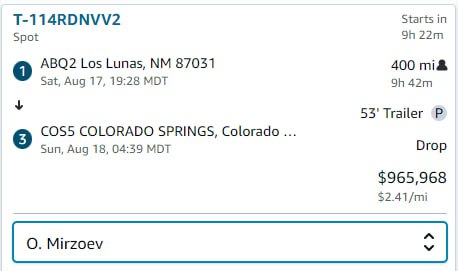 T-114RDNVV2
Starts in
Spot
9h 22m
1 ABQ2 Los Lunas, NM 87031
400 mi
Sat, Aug 17, 19:28 MDT
9h 42m
53' Trailer P
3 COS5 COLORADO SPRINGS, Colorado ...
Sun, Aug 18, 04:39 MDT
Drop
$965,968
$2.41/mi
O. Mirzoev